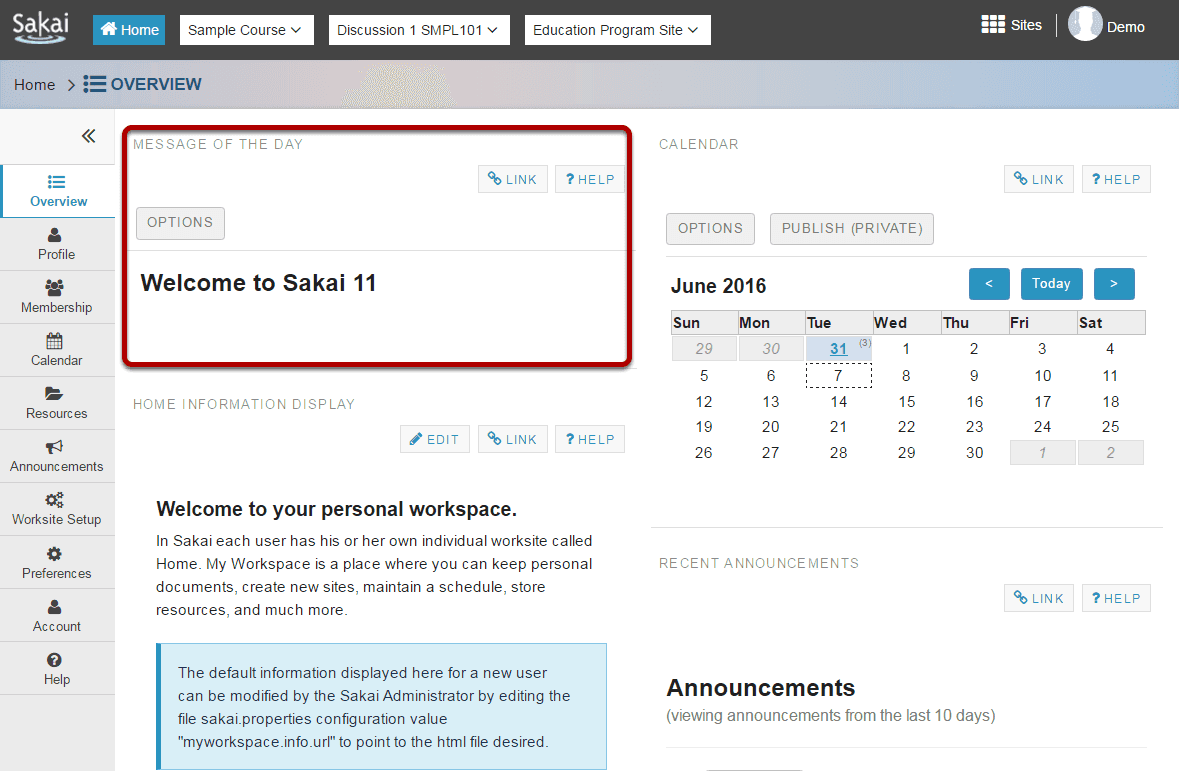 Sakai
Home
Sample Course
Discussion 1 SMPL101
Education Program Site
Sites
Demo
Home
OVERVIEW
Overview
Profile
Membership
Calendar
Resources
Announcements
Worksite Setup
Preferences
Account
Help
MESSAGE OF THE DAY
LINK
? HELP
OPTIONS
Welcome to Sakai 11
HOME INFORMATION DISPLAY
EDIT
LINK
? HELP
Welcome to your personal workspace.
In Sakai each user has his or her own individual worksite called
Home. My Workspace is a place where you can keep personal
documents, create new sites, maintain a schedule, store
resources, and much more.
The default information displayed here for a new user
can be modified by the Sakai Administrator by editing the
file sakai.properties configuration value
"myworkspace.info.url" to point to the html file desired.
CALENDAR
LINK
? HELP
OPTIONS
PUBLISH (PRIVATE)
June 2016
<
Today
>
Sun Mon Tue Wed Thu Fri Sat
29 30 31 (3) 1 2 3 4
5 6 7 8 9 10 11
12 13 14 15 16 17 18
19 20 21 22 23 24 25
26 27 28 29 30 1 2
RECENT ANNOUNCEMENTS
LINK
? HELP
Announcements
(viewing announcements from the last 10 days)